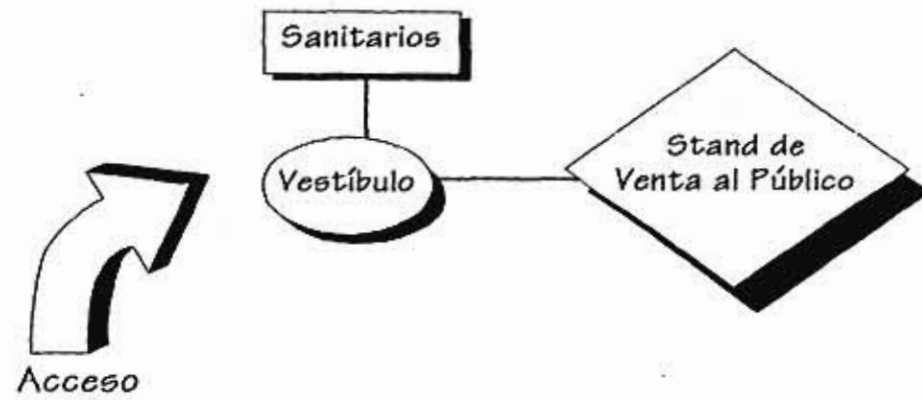 Sanitarios
Vestíbulo
Stand de
Venta al Público
Acceso